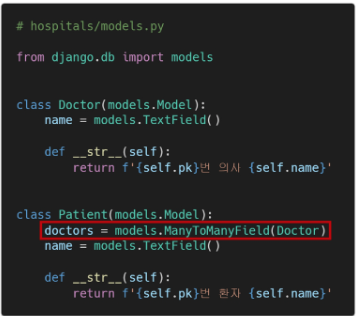 # hospitals/models.py
from django.db import models
class Doctor(models.Model):
    name = models.TextField()
    def __str__(self):
        return f'{self.pk}번 의사 {self.name}'
class Patient(models.Model):
    doctors = models.ManyToManyField(Doctor)
    name = models.TextField()
    def __str__(self):
        return f'{self.pk}번 환자 {self.name}'